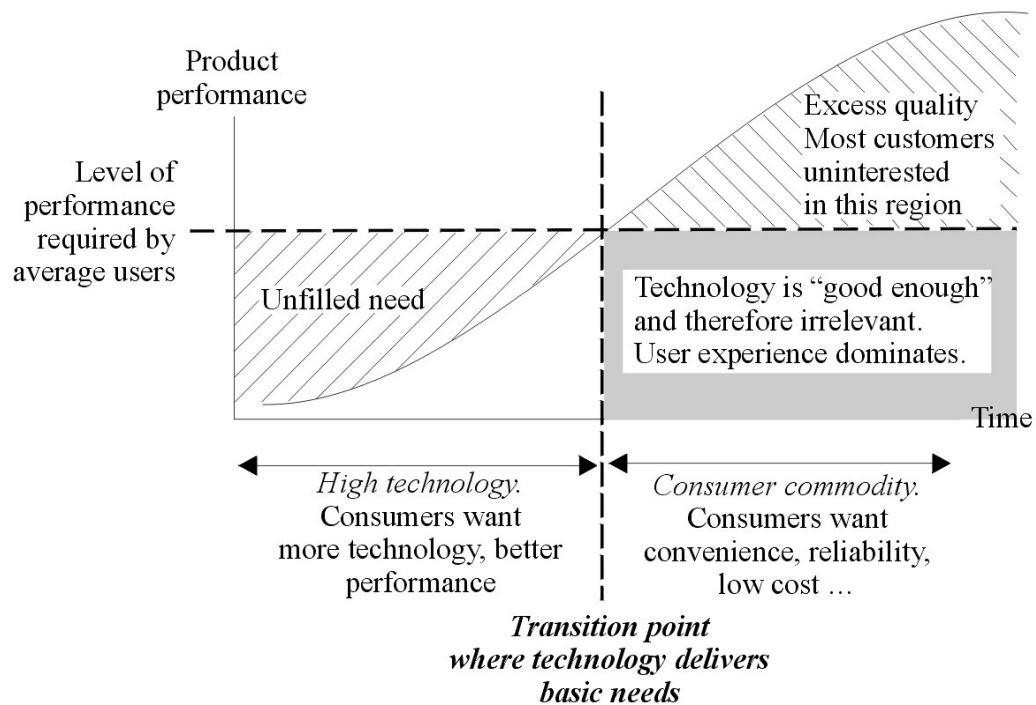 Product
performance
Level of
performance
required by
average users
Unfilled need
Excess quality
Most customers
uninterested
in this region
Technology is “good enough”
and therefore irrelevant.
User experience dominates.
Time
High technology.
Consumers want
more technology, better
performance
Consumer commodity.
Consumers want
convenience, reliability,
low cost …
Transition point
where technology delivers
basic needs